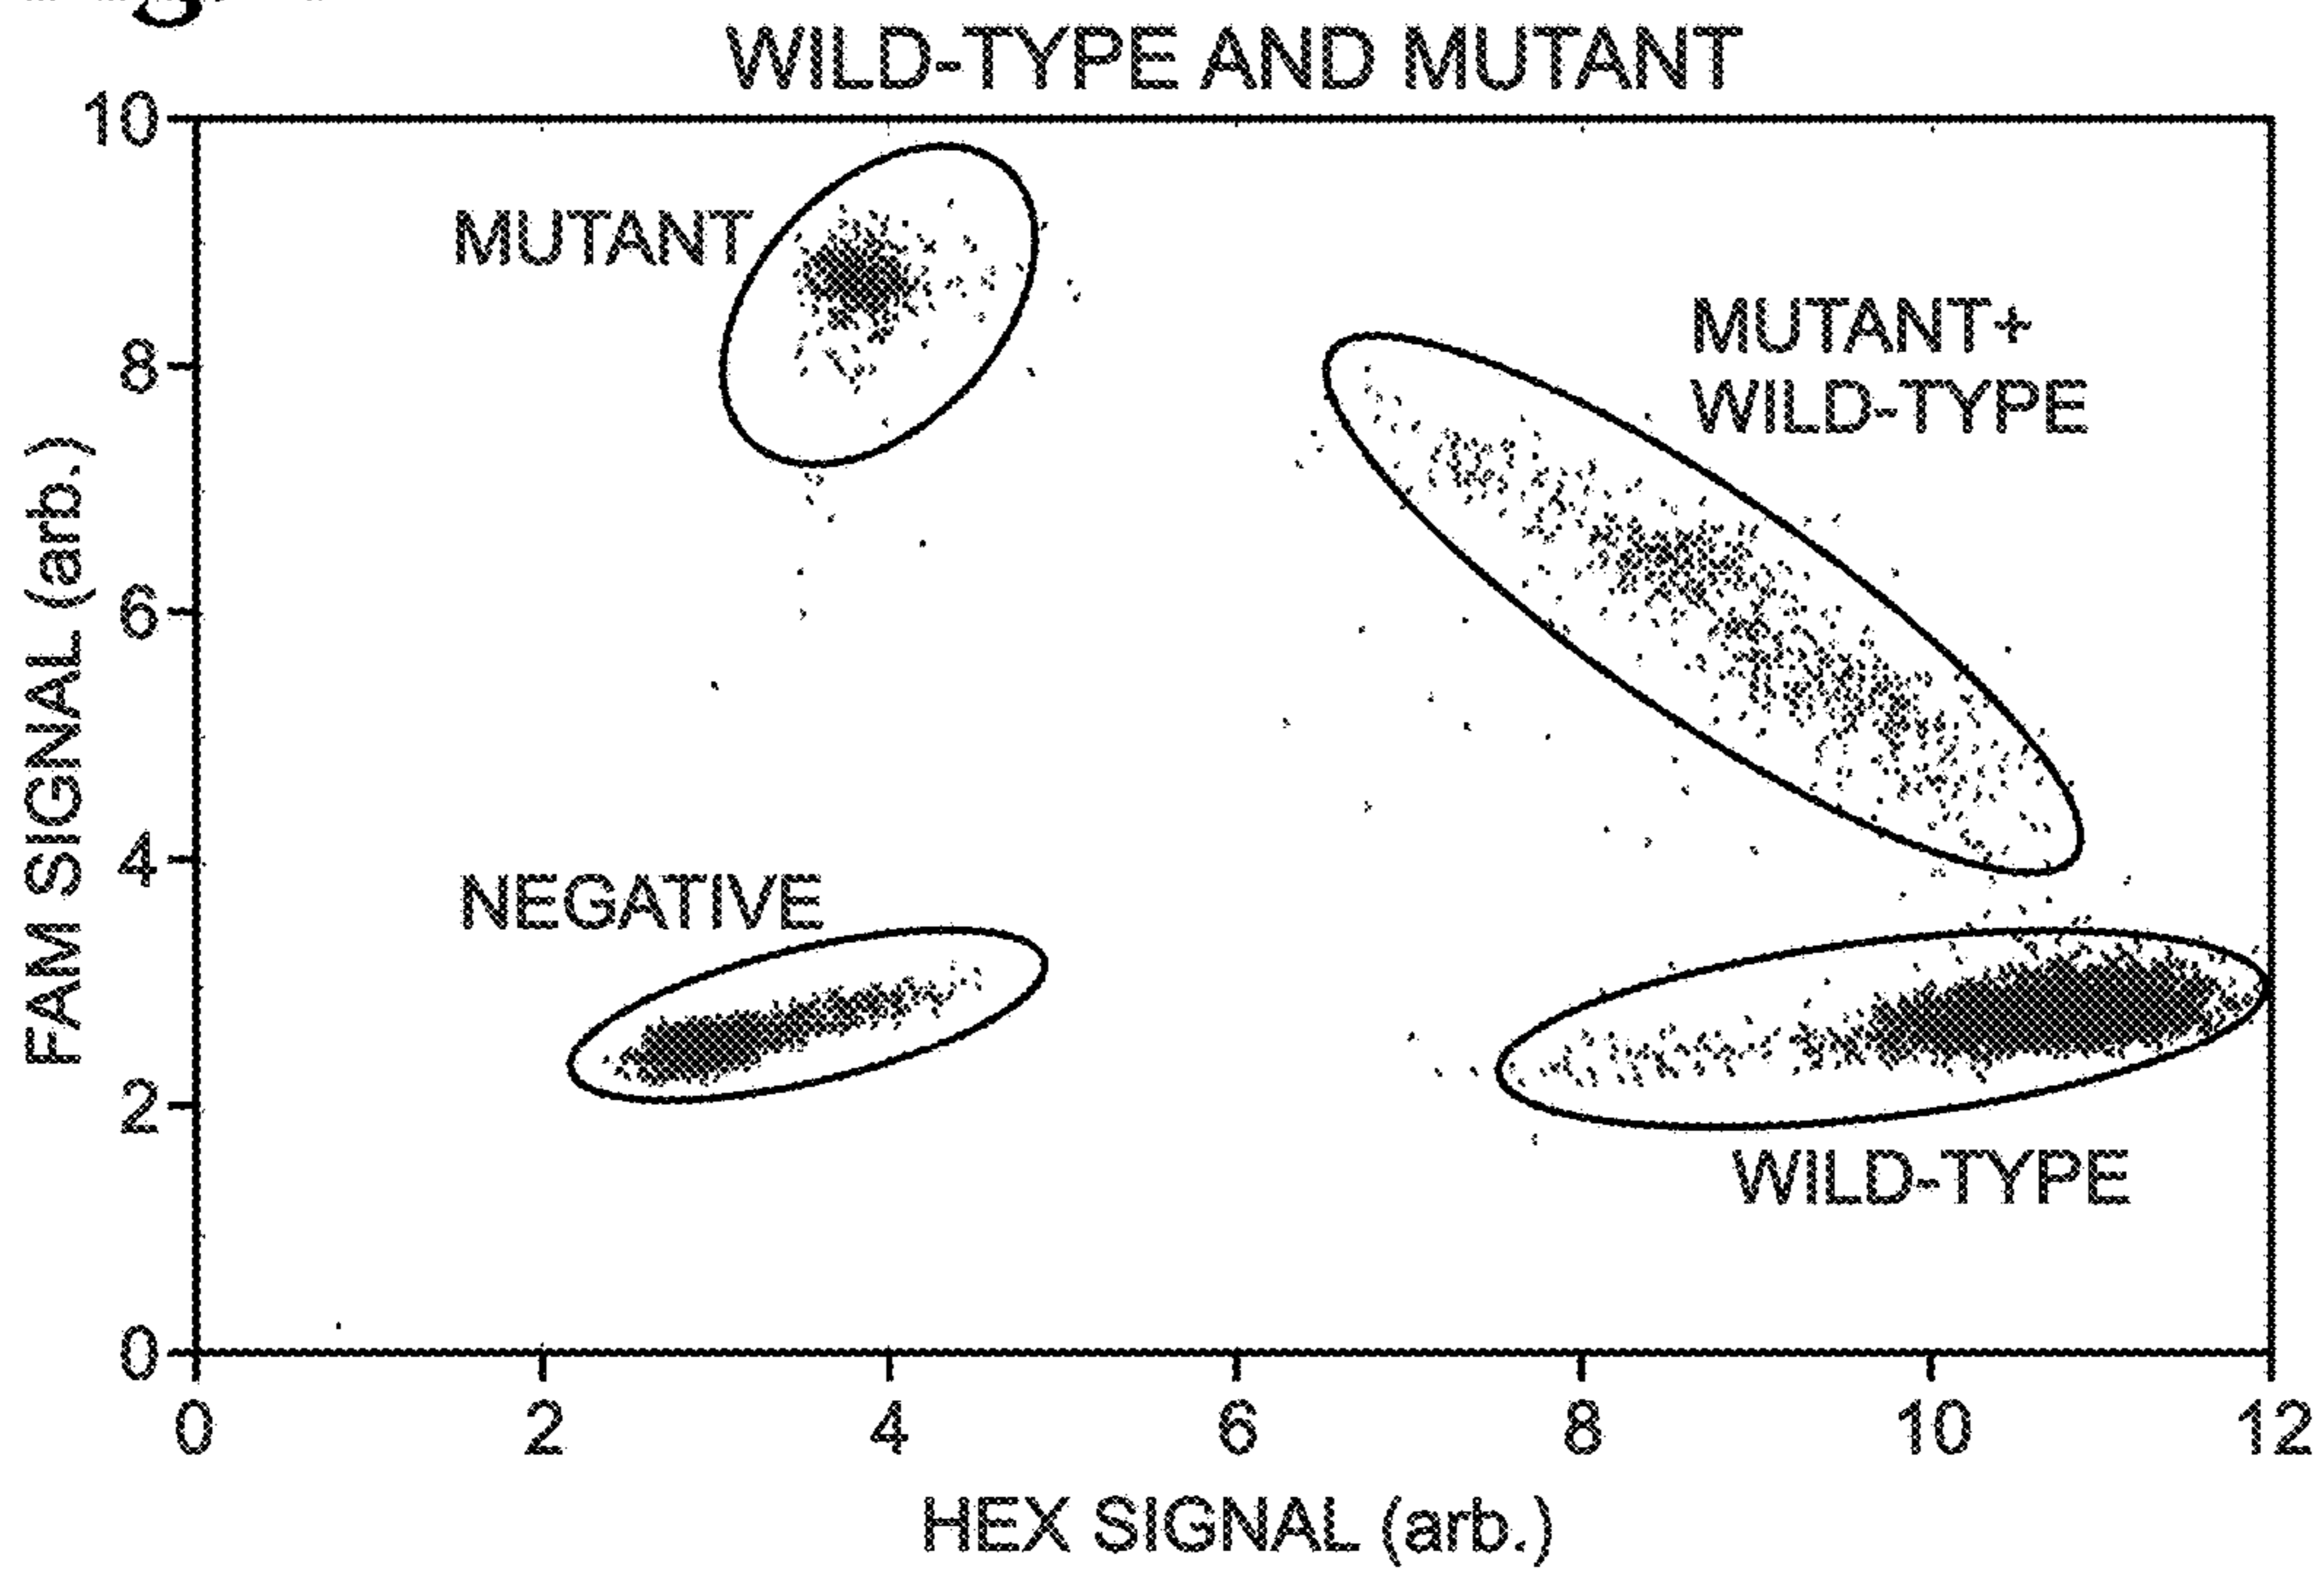 WILD-TYPE AND MUTANT
10
MUTANT
MUTANT+
WILD-TYPE
8
6
FAM SIGNAL (arb.)
4
NEGATIVE
2
WILD-TYPE
0
0 2 4 6 8 10 12
HEX SIGNAL (arb.)